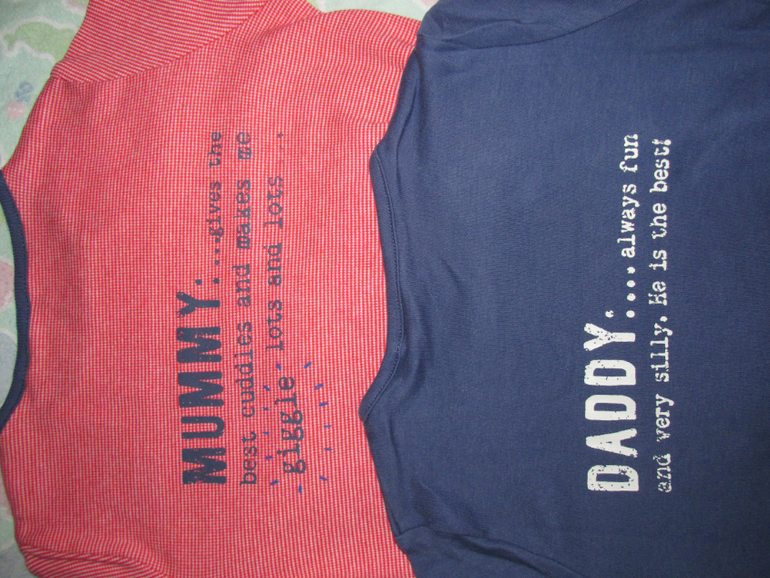 MUMMY:...gives the
best cuddles and makes me
giggle lots and lots...
DADDY:....always fun
and very silly. He is the best!